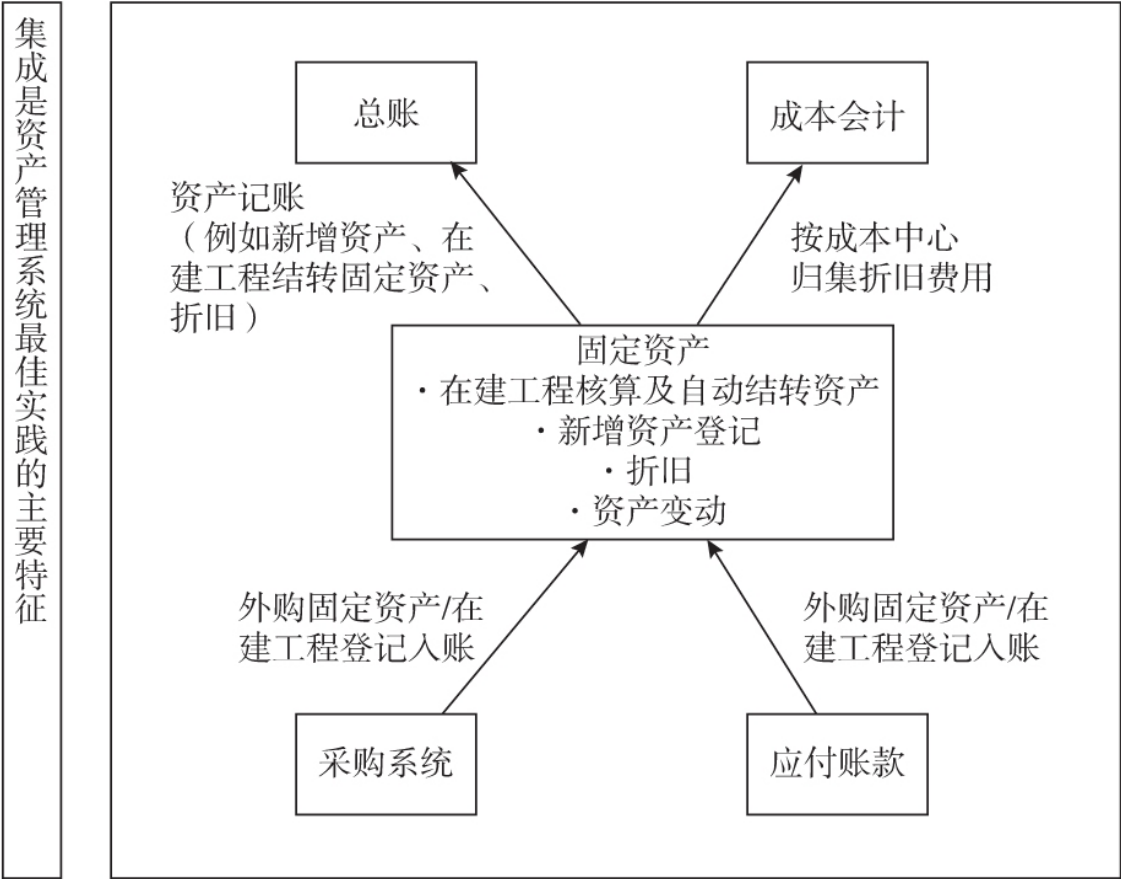 集成是资产管理系统最佳实践的主要特征
总账
成本会计
资产记账
（例如新增资产、在
建工程结转固定资产、
折旧）
按成本中心
归集折旧费用
固定资产
·在建工程核算及自动结转资产
·新增资产登记
·折旧
·资产变动
外购固定资产/在
建工程登记入账
外购固定资产/在
建工程登记入账
采购系统
应付账款